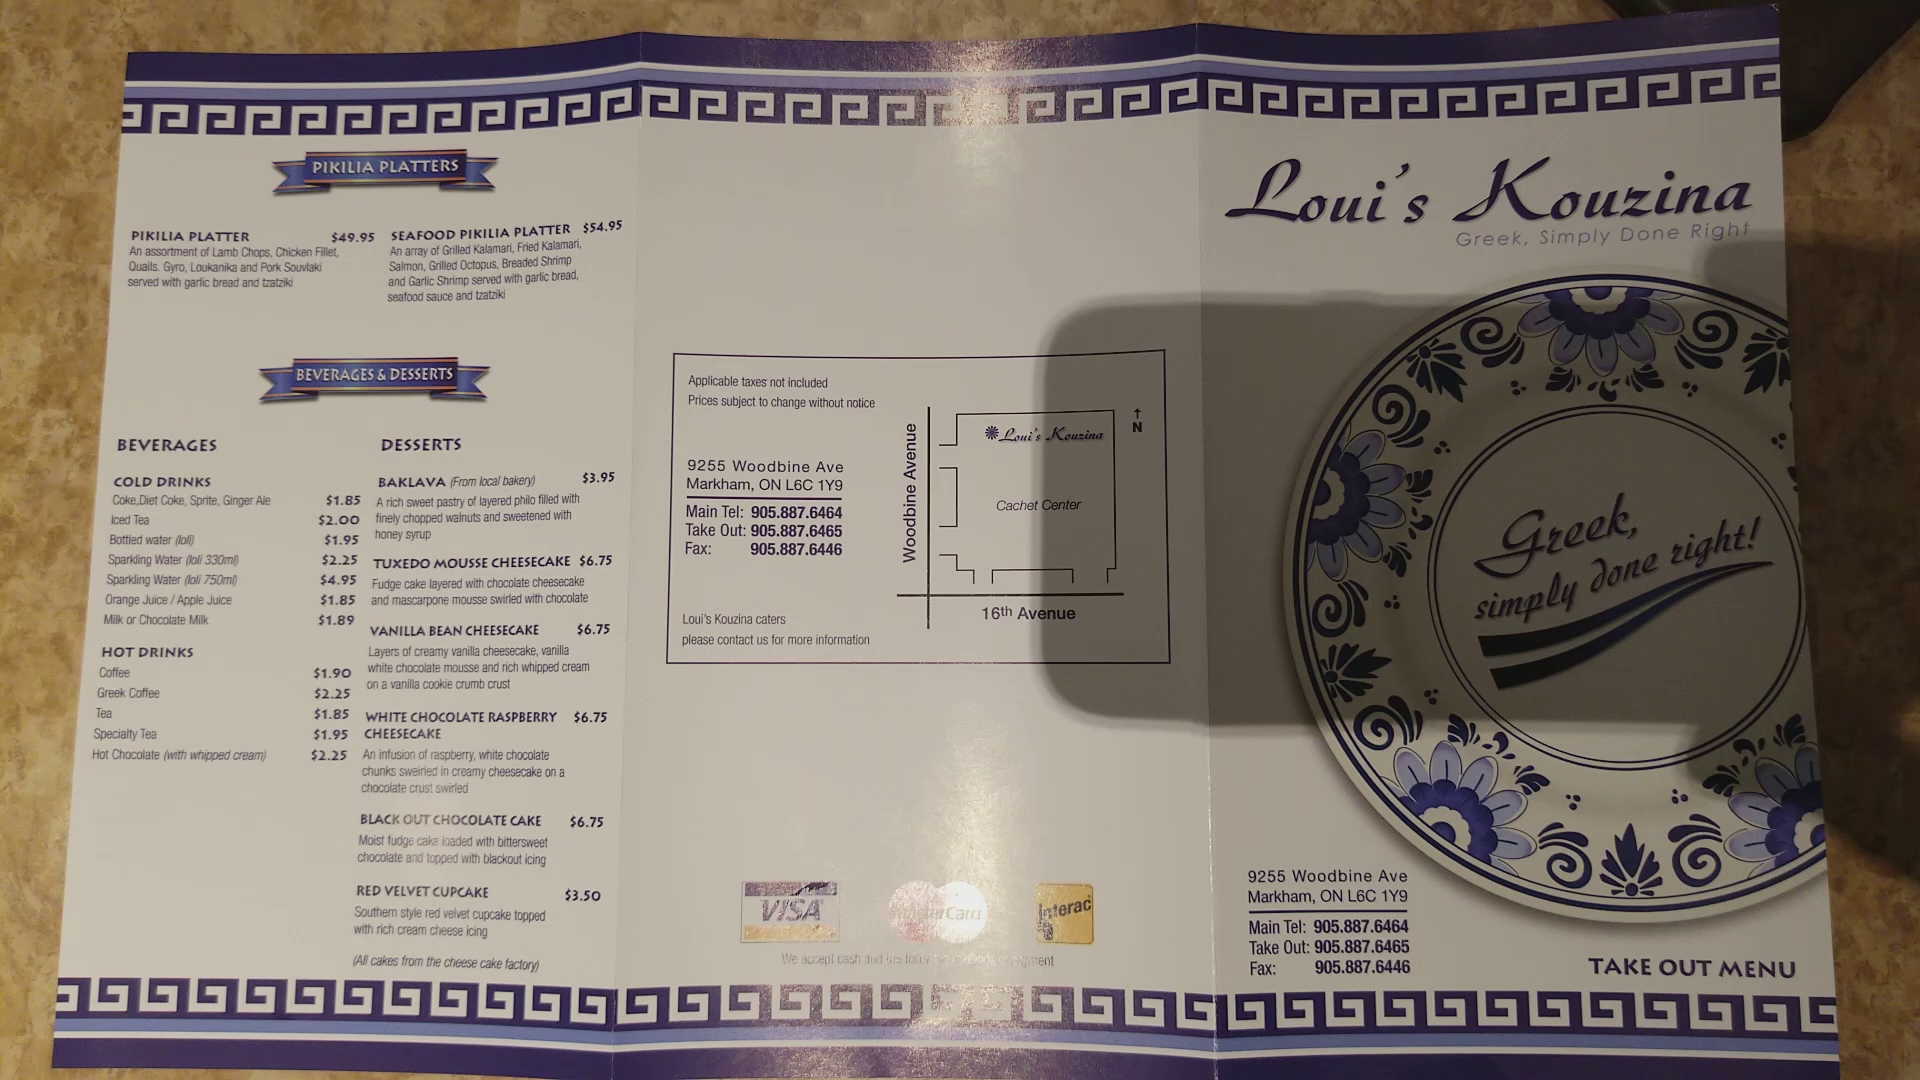 PIKILIA PLATTERS
PIKILIA PLATTER $49.95
An assortment of Lamb Chops, Chicken Fillet,
Quails. Gyro, Loukanika and Pork Souvlaki
served with garlic bread and tzatziki
SEAFOOD PIKILIA PLATTER $54.95
An array of Grilled Kalamari, Fried Kalamari,
Salmon, Grilled Octopus, Breaded Shrimp
and Garlic Shrimp served with garlic bread,
seafood sauce and tzatziki
BEVERAGES & DESSERTS
BEVERAGES
COLD DRINKS
Coke,Diet Coke, Sprite, Ginger Ale $1.85
Iced Tea $2.00
Bottled water (loli) $1.95
Sparkling Water (loli 330ml) $2.25
Sparkling Water (loli 750ml) $4.95
Orange Juice / Apple Juice $1.85
Milk or Chocolate Milk $1.89
HOT DRINKS
Coffee $1.90
Greek Coffee $2.25
Tea $1.85
Specialty Tea $1.95
Hot Chocolate (with whipped cream) $2.25
DESSERTS
BAKLAVA (From local bakery) $3.95
A rich sweet pastry of layered philo filled with
finely chopped walnuts and sweetened with
honey syrup
TUXEDO MOUSSE CHEESECAKE $6.75
Fudge cake layered with chocolate cheesecake
and mascarpone mousse swirled with chocolate
VANILLA BEAN CHEESECAKE $6.75
Layers of creamy vanilla cheesecake, vanilla
white chocolate mousse and rich whipped cream
on a vanilla cookie crumb crust
WHITE CHOCOLATE RASPBERRY $6.75
CHEESECAKE
An infusion of raspberry, white chocolate
chunks sweirled in creamy cheesecake on a
chocolate crust swirled
BLACK OUT CHOCOLATE CAKE $6.75
Moist fudge cake loaded with bittersweet
chocolate and topped with blackout icing
RED VELVET CUPCAKE $3.50
Southern style red velvet cupcake topped
with rich cream cheese icing
(All cakes from the cheese cake factory)
Applicable taxes not included
Prices subject to change without notice
9255 Woodbine Ave
Markham, ON L6C 1Y9
Main Tel: 905.887.6464
Take Out: 905.887.6465
Fax: 905.887.6446
Loui's Kouzina caters
please contact us for more information
Woodbine Avenue
Loui's Kouzina
N
Cachet Center
16th Avenue
VISA
MasterCard
Interac
We accept cash and
Loui's Kouzina
Greek, Simply Done Right
Greek,
simply done right!
9255 Woodbine Ave
Markham, ON L6C 1Y9
Main Tel: 905.887.6464
Take Out: 905.887.6465
Fax: 905.887.6446
TAKE OUT MENU